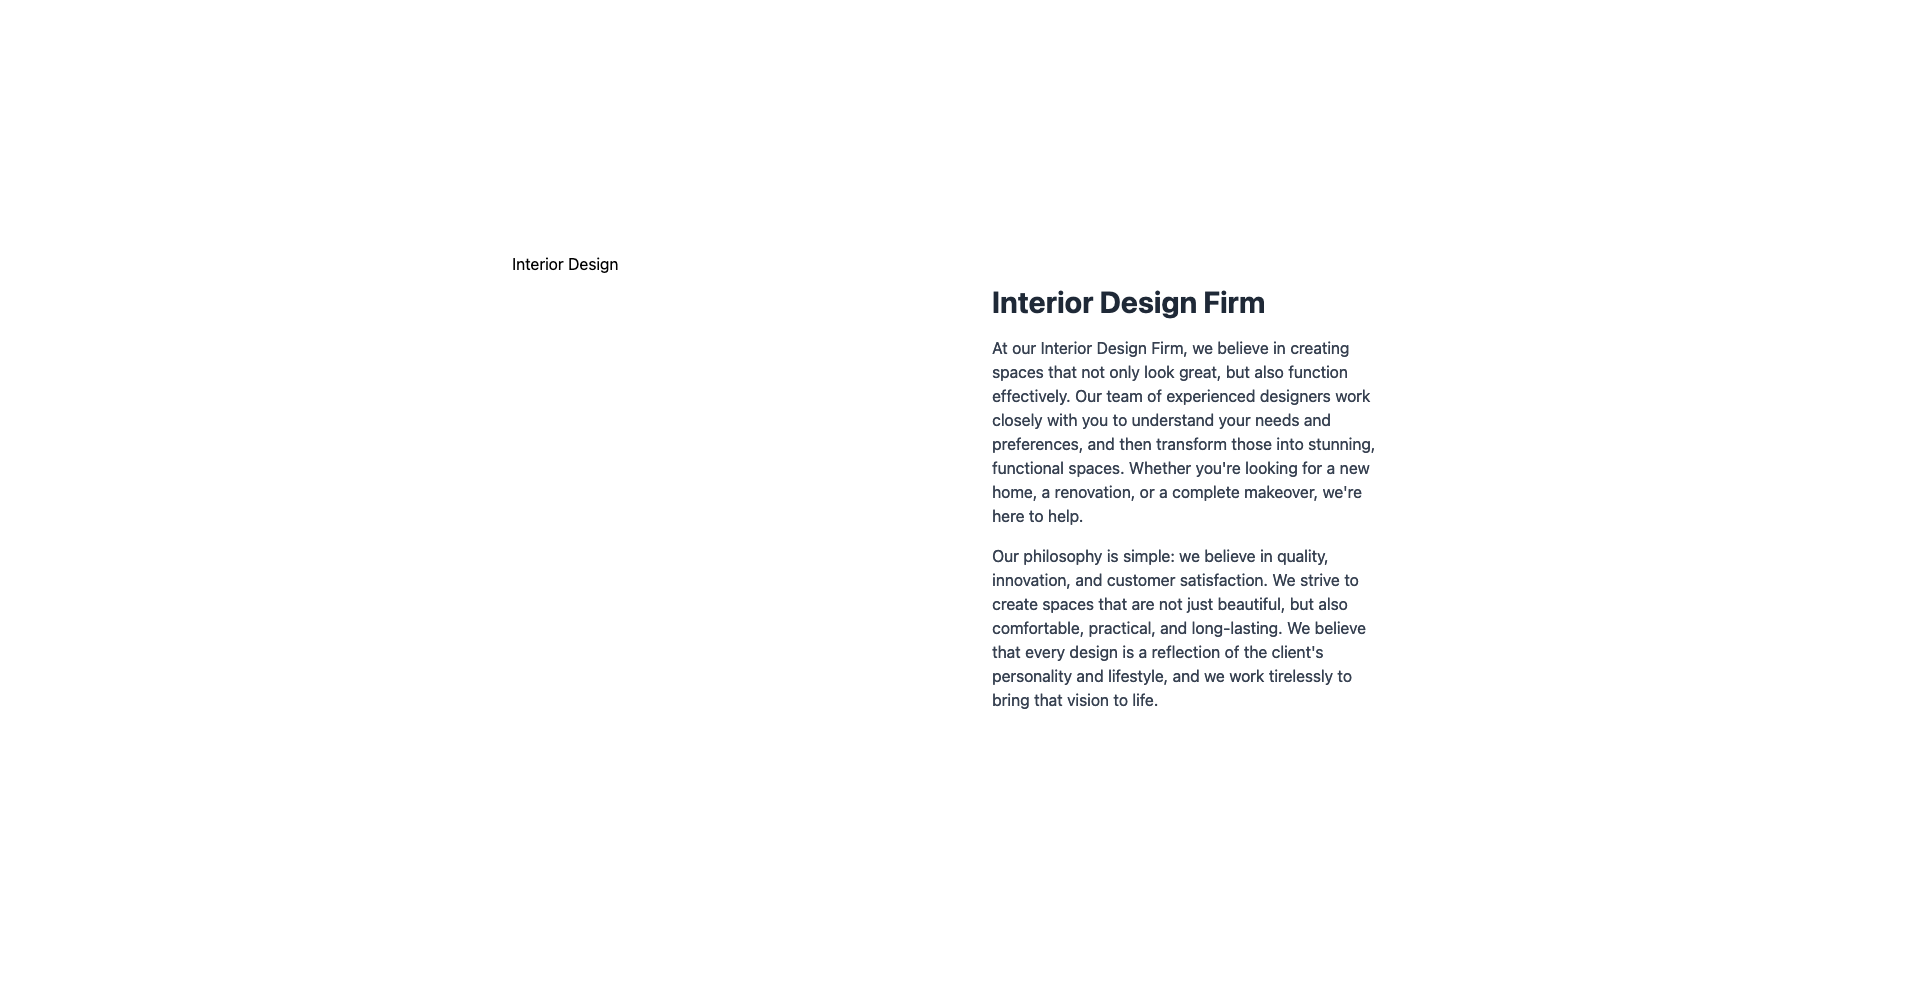 Interior Design
Interior Design Firm
At our Interior Design Firm, we believe in creating
spaces that not only look great, but also function
effectively. Our team of experienced designers work
closely with you to understand your needs and
preferences, and then transform those into stunning,
functional spaces. Whether you're looking for a new
home, a renovation, or a complete makeover, we're
here to help.
Our philosophy is simple: we believe in quality,
innovation, and customer satisfaction. We strive to
create spaces that are not just beautiful, but also
comfortable, practical, and long-lasting. We believe
that every design is a reflection of the client's
personality and lifestyle, and we work tirelessly to
bring that vision to life.